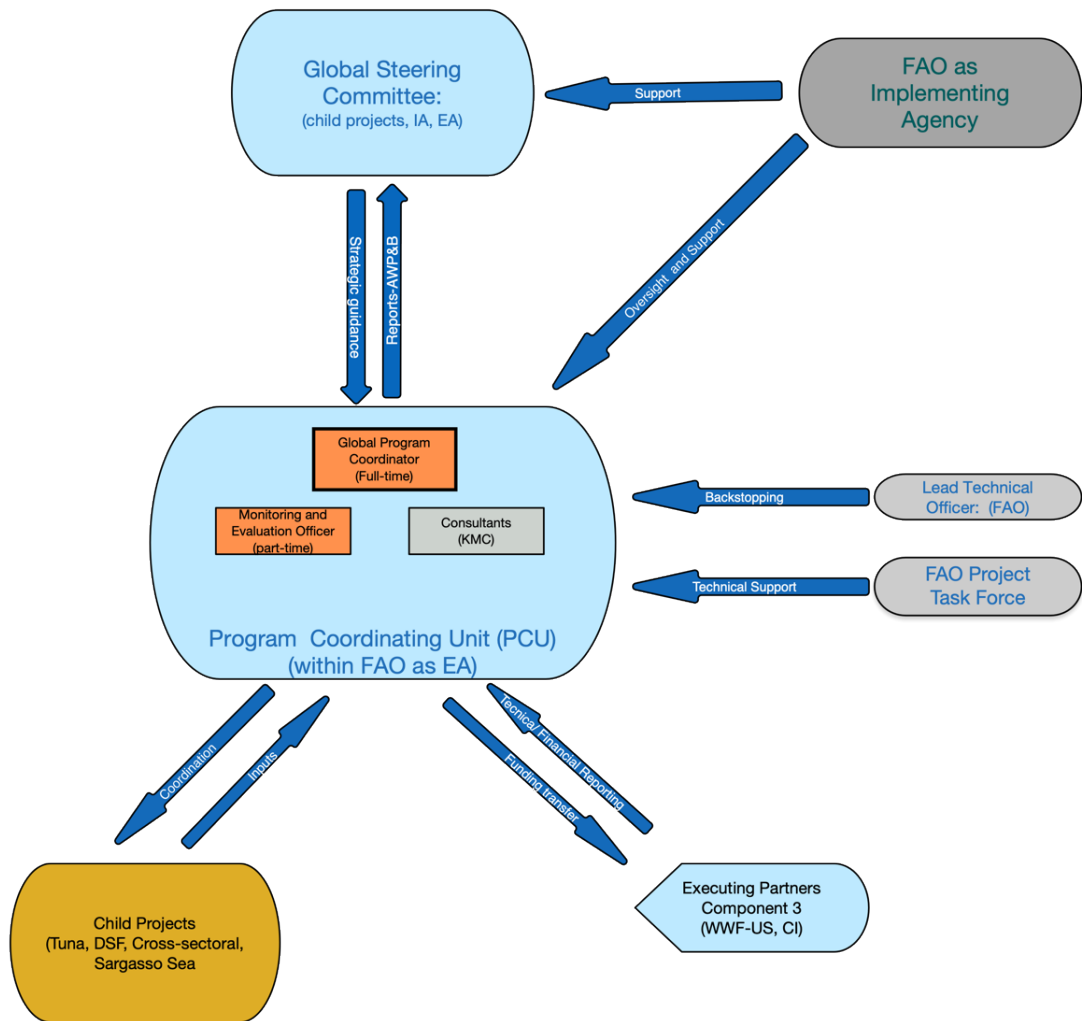 Global Steering
Committee:
(child projects, IA, EA)
FAO as
Implementing
Agency
Support
Oversight and Support
Strategic guidance
Reports-AWP&B
Global Program
Coordinator
(Full-time)
Monitoring and
Evaluation Officer
(part-time)
Consultants
(KMC)
Program Coordinating Unit (PCU)
(within FAO as EA)
Backstopping
Lead Technical
Officer: (FAO)
Technical Support
FAO Project
Task Force
Coordination
Inputs
Tecnica/ Financial Reporting
Funding transfer
Child Projects
(Tuna, DSF, Cross-sectoral,
Sargasso Sea
Executing Partners
Component 3
(WWF-US, CI)